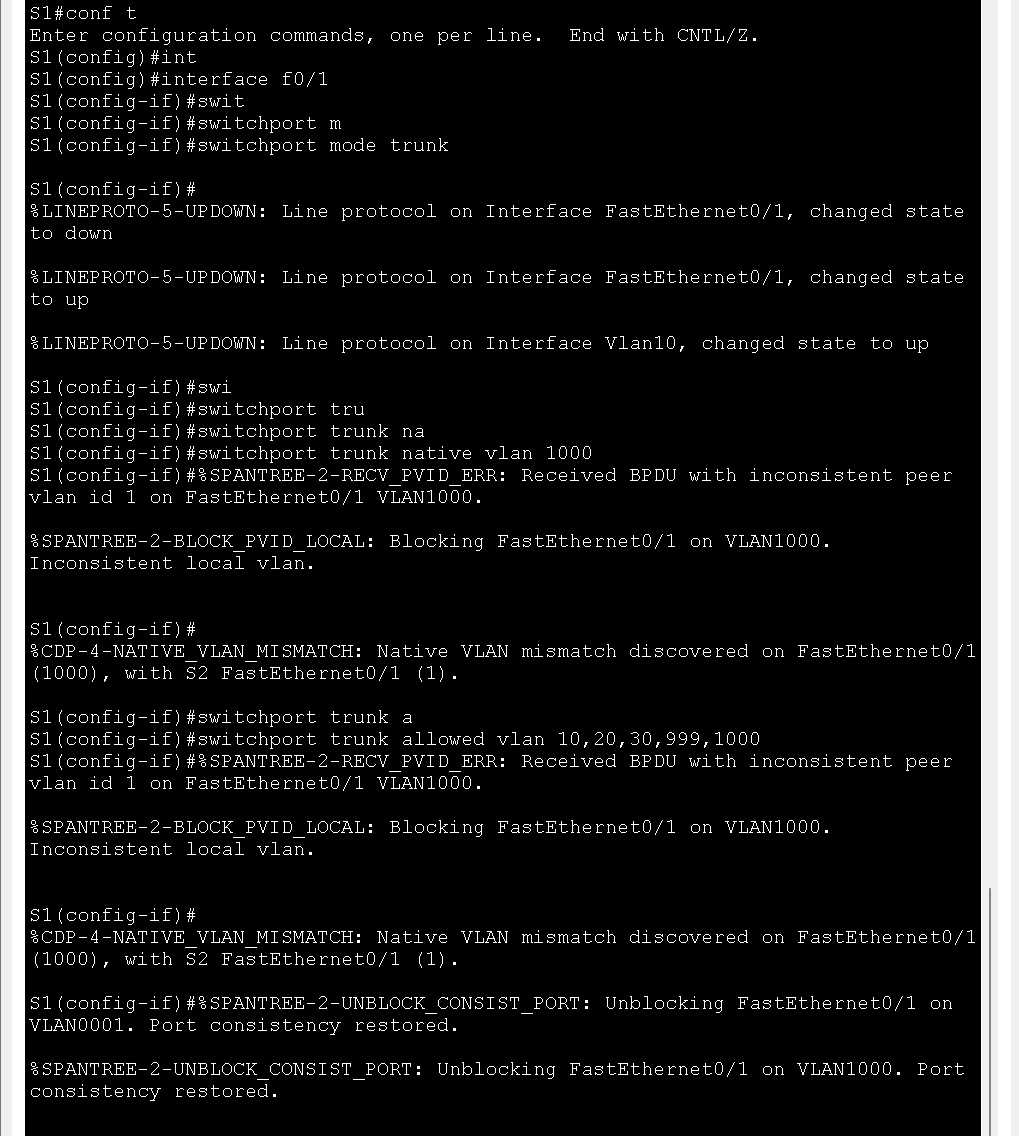 S1#conf t
Enter configuration commands, one per line.  End with CNTL/Z.
S1(config)#int
S1(config)#interface f0/1
S1(config-if)#swit
S1(config-if)#switchport m
S1(config-if)#switchport mode trunk
S1(config-if)#
%LINEPROTO-5-UPDOWN: Line protocol on Interface FastEthernet0/1, changed state
to down
%LINEPROTO-5-UPDOWN: Line protocol on Interface FastEthernet0/1, changed state
to up
%LINEPROTO-5-UPDOWN: Line protocol on Interface Vlan10, changed state to up
S1(config-if)#swi
S1(config-if)#switchport tru
S1(config-if)#switchport trunk na
S1(config-if)#switchport trunk native vlan 1000
S1(config-if)#%SPANTREE-2-RECV_PVID_ERR: Received BPDU with inconsistent peer
vlan id 1 on FastEthernet0/1 VLAN1000.
%SPANTREE-2-BLOCK_PVID_LOCAL: Blocking FastEthernet0/1 on VLAN1000.
Inconsistent local vlan.
S1(config-if)#
%CDP-4-NATIVE_VLAN_MISMATCH: Native VLAN mismatch discovered on FastEthernet0/1
(1000), with S2 FastEthernet0/1 (1).
S1(config-if)#switchport trunk a
S1(config-if)#switchport trunk allowed vlan 10,20,30,999,1000
S1(config-if)#%SPANTREE-2-RECV_PVID_ERR: Received BPDU with inconsistent peer
vlan id 1 on FastEthernet0/1 VLAN1000.
%SPANTREE-2-BLOCK_PVID_LOCAL: Blocking FastEthernet0/1 on VLAN1000.
Inconsistent local vlan.
S1(config-if)#
%CDP-4-NATIVE_VLAN_MISMATCH: Native VLAN mismatch discovered on FastEthernet0/1
(1000), with S2 FastEthernet0/1 (1).
S1(config-if)#%SPANTREE-2-UNBLOCK_CONSIST_PORT: Unblocking FastEthernet0/1 on
VLAN0001. Port consistency restored.
%SPANTREE-2-UNBLOCK_CONSIST_PORT: Unblocking FastEthernet0/1 on VLAN1000. Port
consistency restored.